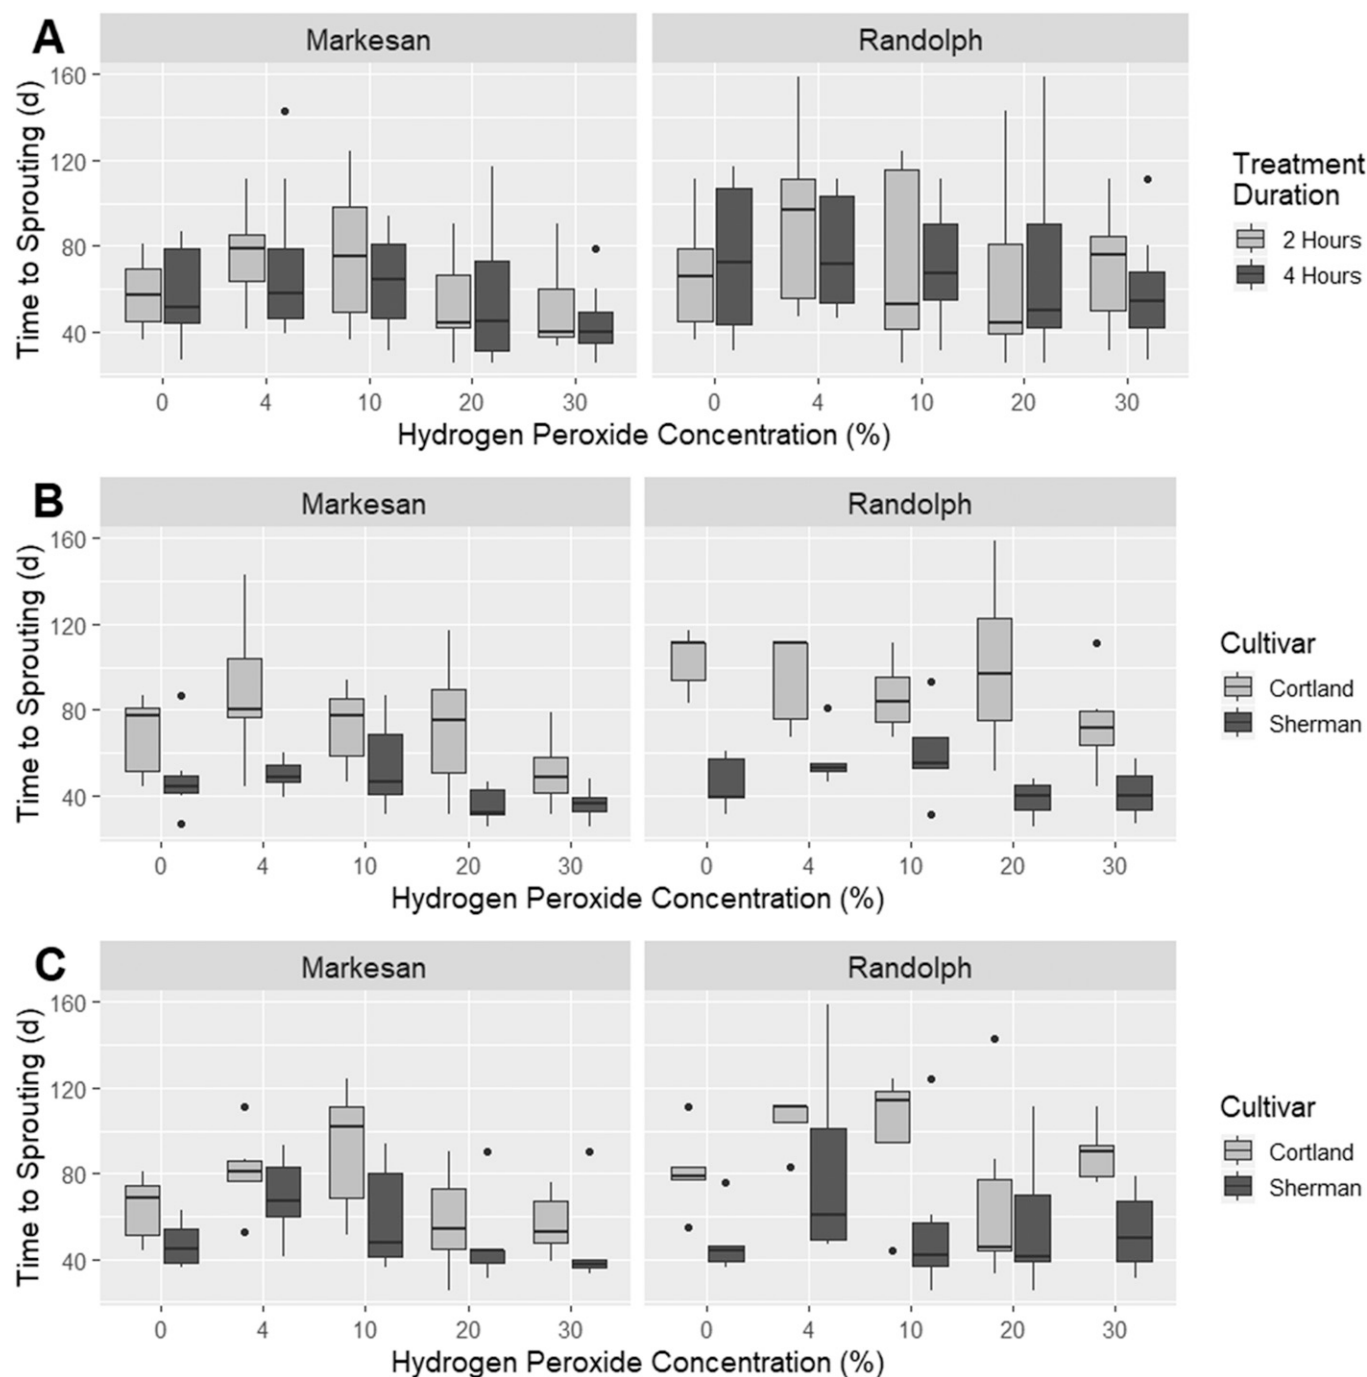 A
Markesan
Randolph
Time to Sprouting (d)
160
120
80
40
0
4
10
20
30
0
4
10
20
30
Hydrogen Peroxide Concentration (%)
Treatment
Duration
2 Hours
4 Hours
B
Markesan
Randolph
Time to Sprouting (d)
160
120
80
40
0
4
10
20
30
0
4
10
20
30
Hydrogen Peroxide Concentration (%)
Cultivar
Cortland
Sherman
C
Markesan
Randolph
Time to Sprouting (d)
160
120
80
40
0
4
10
20
30
0
4
10
20
30
Hydrogen Peroxide Concentration (%)
Cultivar
Cortland
Sherman